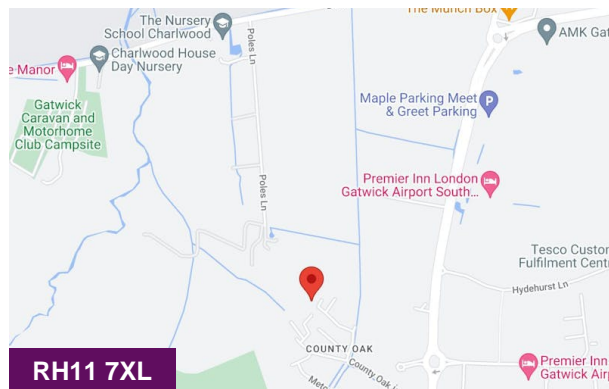 The Munch Box
The Nursery
School Charlwood
Poles Ln
AMK Gat
Charlwood House
Day Nursery
e Manor
Gatwick
Caravan and
Motorhome
Club Campsite
Maple Parking Meet
& Greet Parking
P
Premier Inn London
Gatwick Airport South...
Poles Ln
Tesco Custom
Fulfilment Centr
Hydehurst Ln
COUNTY OAK
County Oak
Premier Inn
Gatwick Air
RH11 7XL